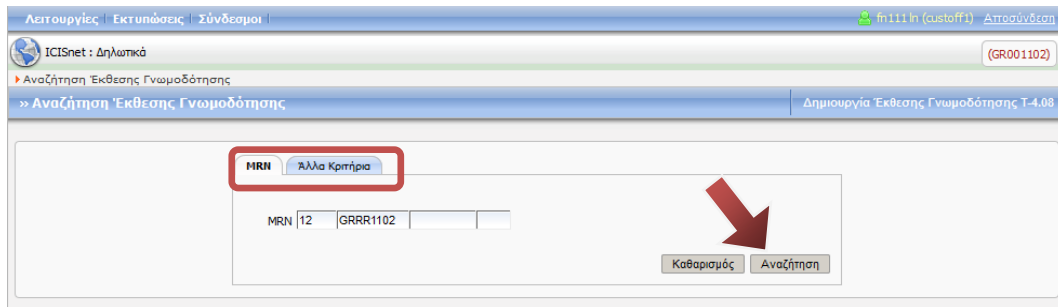 Λειτουργίες | Εκτυπώσεις | Σύνδεσμοι | fn111 ln (custoff1) Αποσύνδεση
ICISnet : Δηλωτικά (GR001102)
Αναζήτηση Έκθεσης Γνωμοδότησης
» Αναζήτηση Έκθεσης Γνωμοδότησης Δημιουργία Έκθεσης Γνωμοδότησης T-4.08
MRN Άλλα Κριτήρια
MRN 12 GRRR1102
Καθαρισμός Αναζήτηση